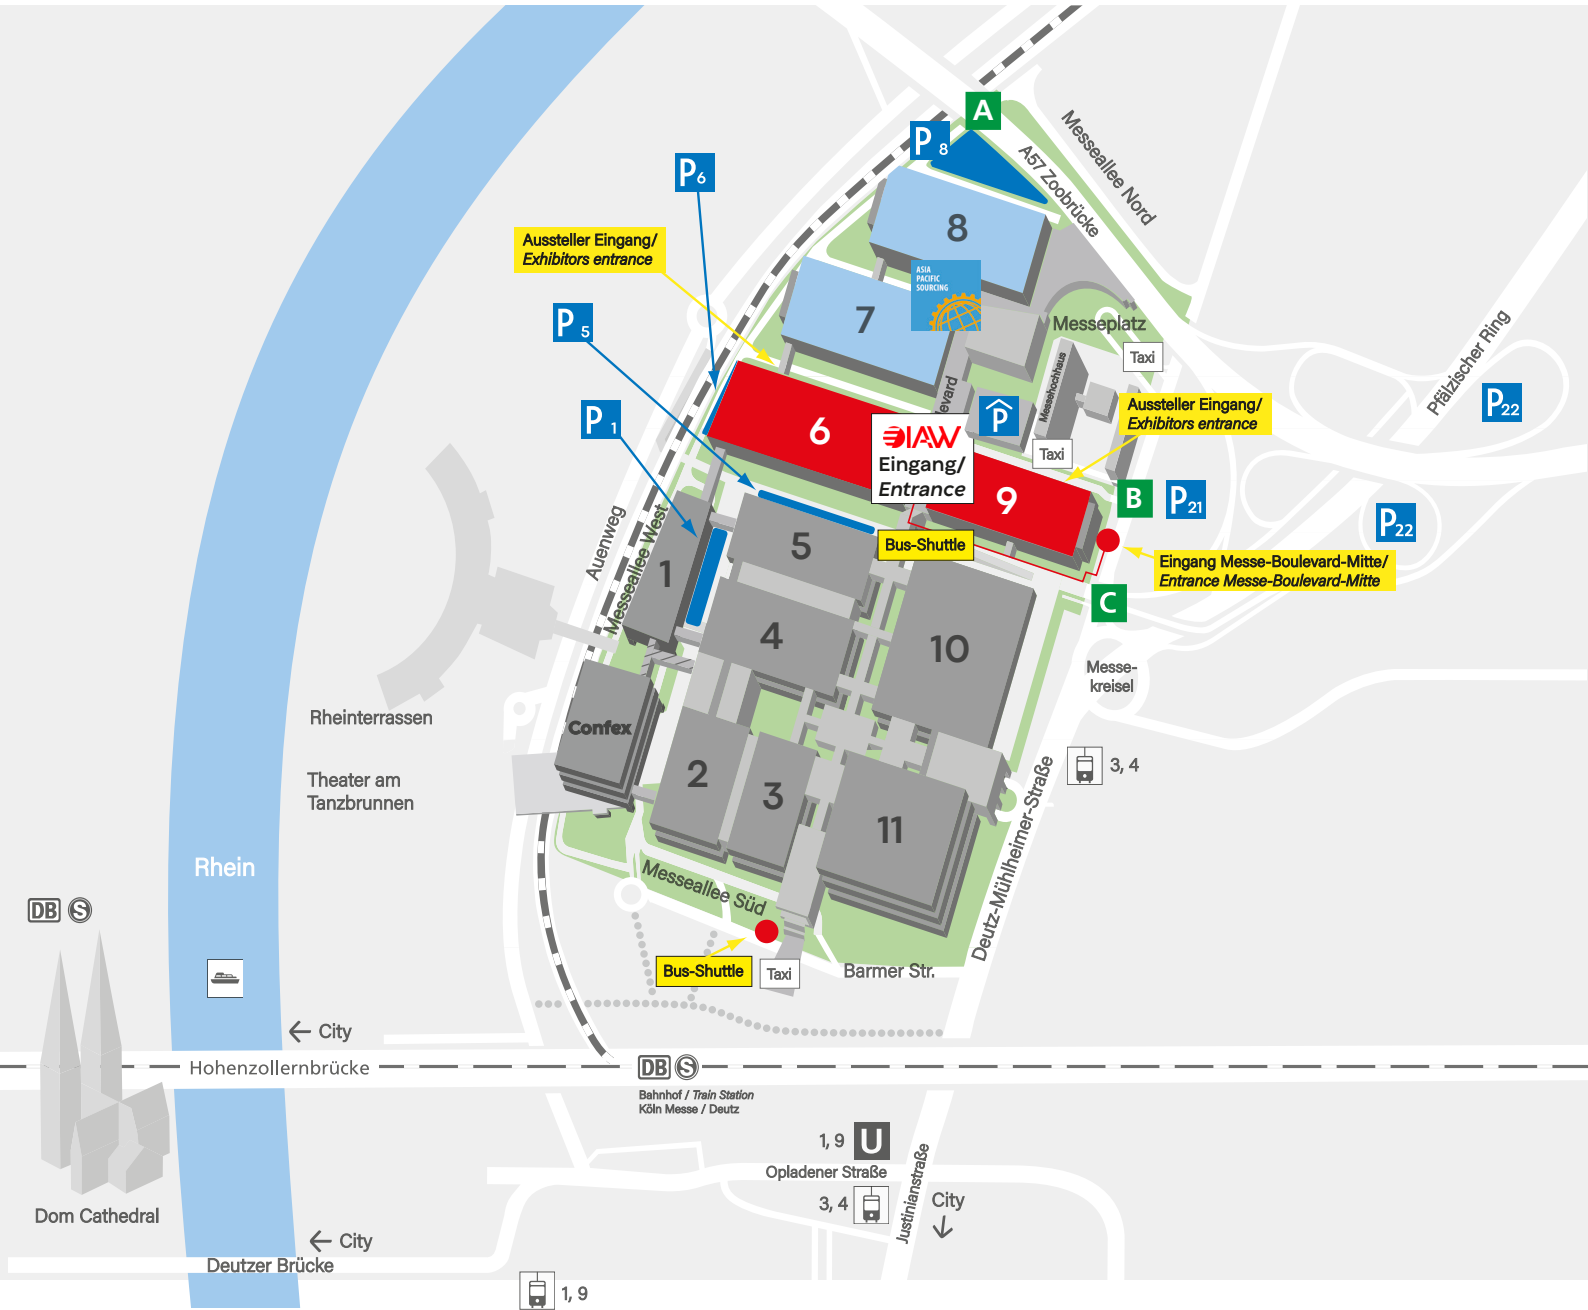 A
P 8
Messeallee Nord
A57 Zoobrücke
P6
8
Aussteller Eingang/
Exhibitors entrance
ASIA
PACIFIC
SOURCING
P 5
7
Messeplatz
Taxi
Pfälzischer Ring
Messehochhaus
P22
levard
P
Aussteller Eingang/
Exhibitors entrance
P 1
6
IAW
Eingang/
Entrance
Taxi
9
B
P21
P22
Auenweg
Messeallee West
5
Bus-Shuttle
Eingang Messe-Boulevard-Mitte/
Entrance Messe-Boulevard-Mitte
1
C
4
10
Messe-
kreisel
Rheinterrassen
Confex
3, 4
2
3
Theater am
Tanzbrunnen
11
Deutz-Mühlheimer-Straße
Rhein
Messeallee Süd
DB S
Bus-Shuttle
Taxi
Barmer Str.
← City
Hohenzollernbrücke
DB S
Bahnhof / Train Station
Köln Messe / Deutz
1, 9 U
Opladener Straße
3, 4
Justinianstraße
City
Dom Cathedral
← City
Deutzer Brücke
1, 9